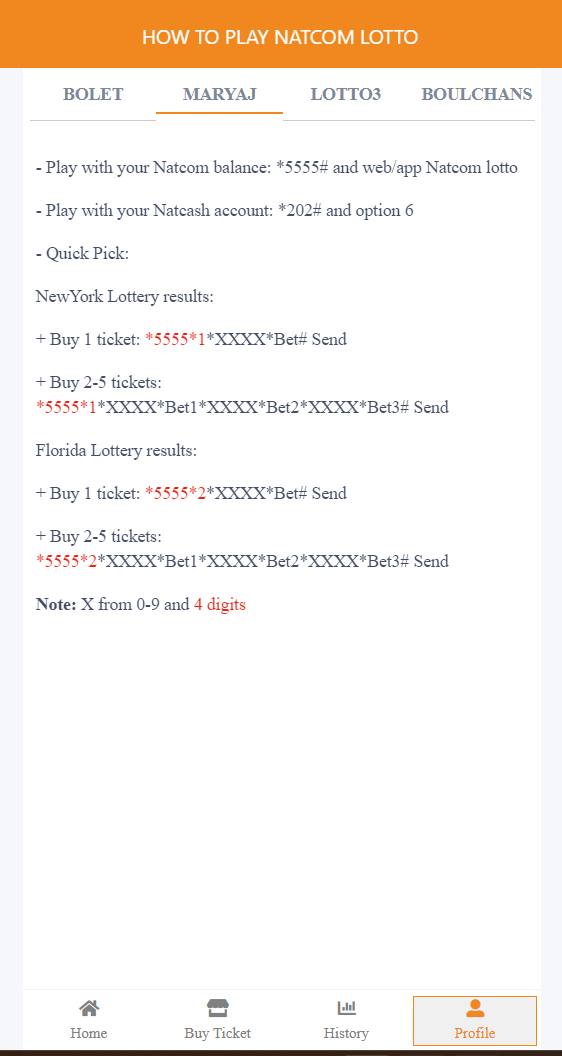 HOW TO PLAY NATCOM LOTTO
BOLET MARYAJ LOTTO3 BOULCHANS
- Play with your Natcom balance: *5555# and web/app Natcom lotto
- Play with your Natcash account: *202# and option 6
- Quick Pick:
NewYork Lottery results:
+ Buy 1 ticket: *5555*1*XXXX*Bet# Send
+ Buy 2-5 tickets:
*5555*1*XXXX*Bet1*XXXX*Bet2*XXXX*Bet3# Send
Florida Lottery results:
+ Buy 1 ticket: *5555*2*XXXX*Bet# Send
+ Buy 2-5 tickets:
*5555*2*XXXX*Bet1*XXXX*Bet2*XXXX*Bet3# Send
Note: X from 0-9 and 4 digits
Home Buy Ticket History Profile